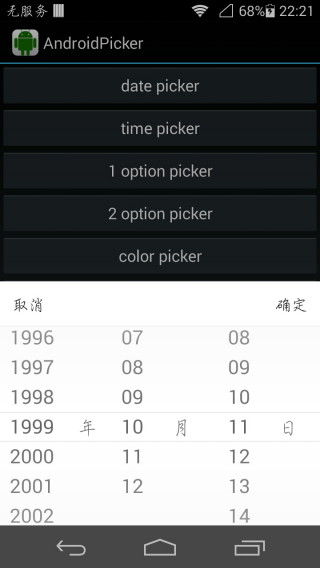 无服务 68% 22:21
AndroidPicker
date picker
time picker
1 option picker
2 option picker
color picker
取消 确定
1996 07 08
1997 08 09
1998 09 10
1999 年 10 月 11 日
2000 11 12
2001 12 13
2002 14